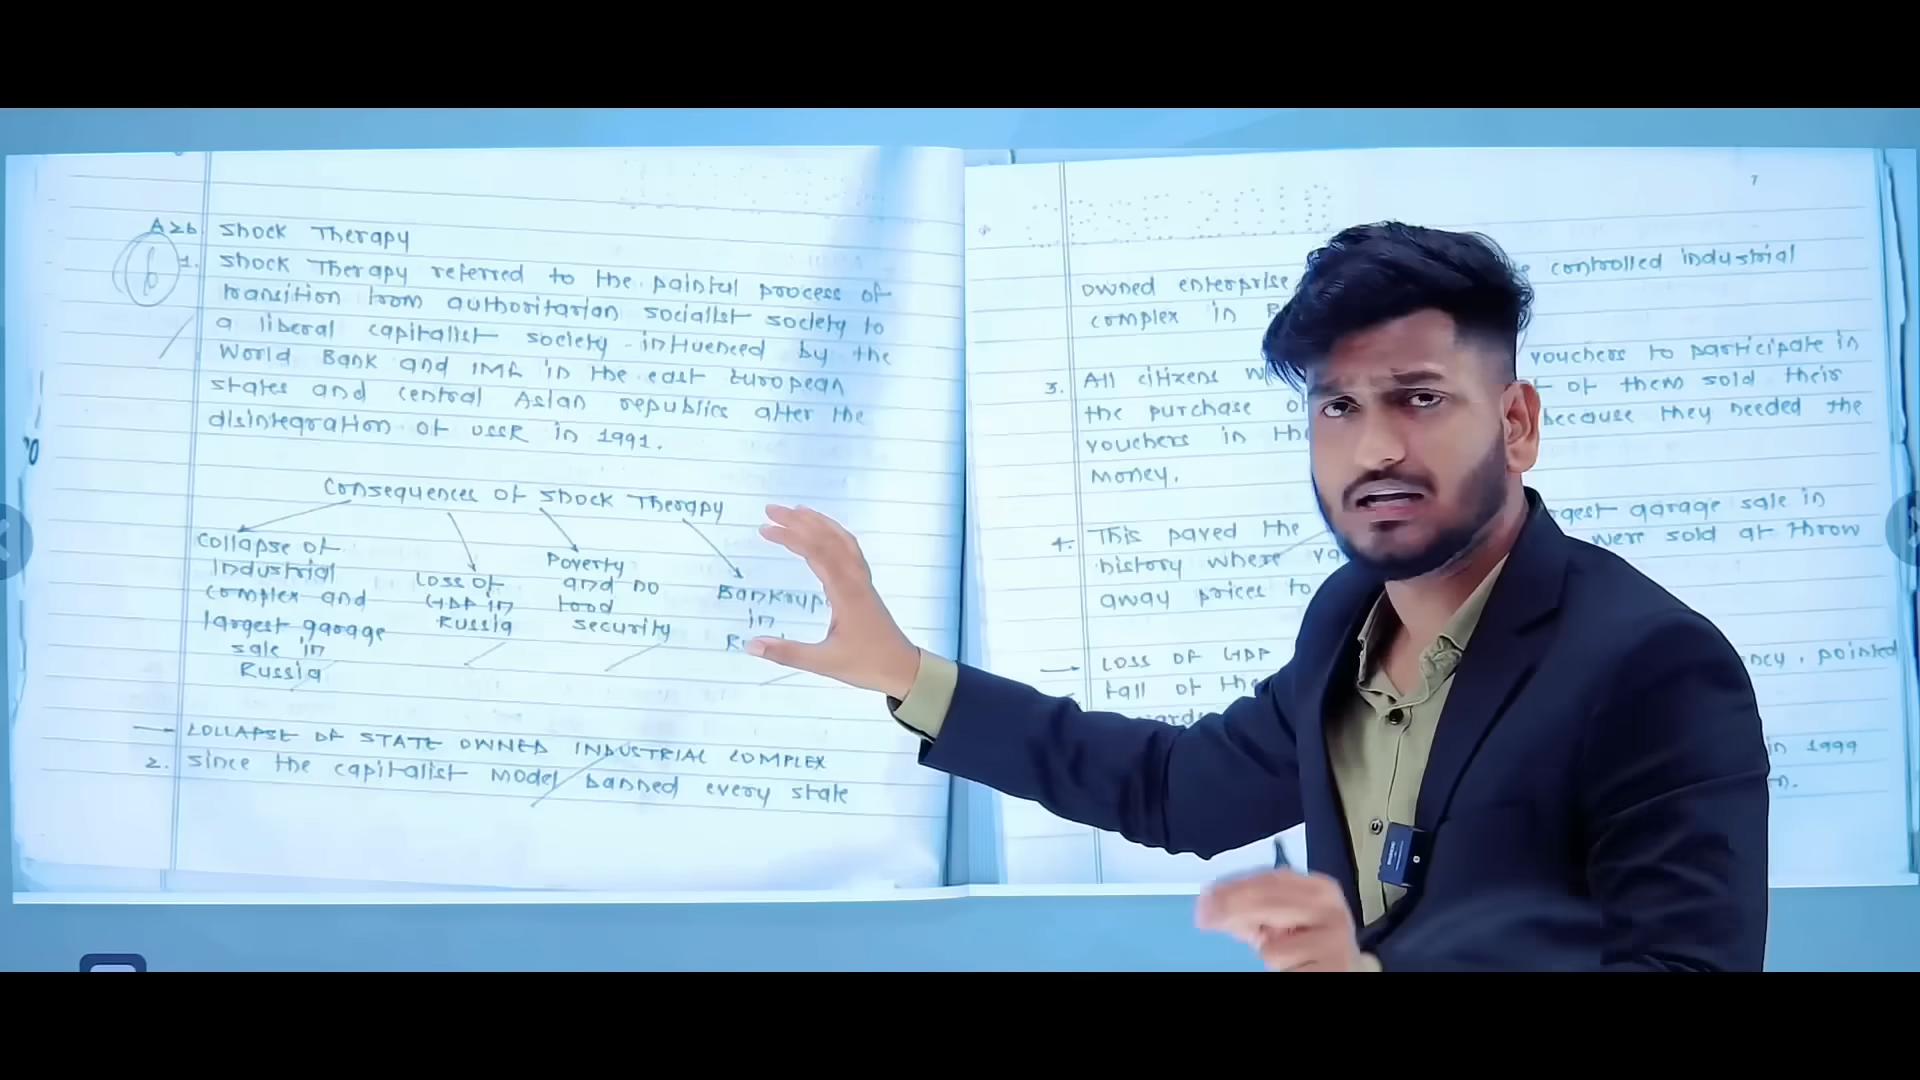 A26. Shock Therapy
6
1. Shock Therapy referred to the painful process of
transition from authoritarian socialist society to
a liberal capitalist society influenced by the
World Bank and IMF in the east European
states and central Asian republics after the
disintegration of USSR in 1991.
Consequences of Shock Therapy
Collapse of
Industrial
complex and
largest garage
sale in
Russia
Loss of
GDP in
Russia
Poverty
and no
food
security
in
COLLAPSE OF STATE OWNED INDUSTRIAL COMPLEX
2. Since the capitalist model banned every state
7
CBSE 2018
owned enterprise controlled industrial
complex in
3. All citizens vouchers to participate in
the purchase of them sold their
vouchers in the because they needed the
Money.
4. This paved the garage sale in
history where were sold at throw
away prices to
→ LOSS OF GDP pointed
fall of the
in 1999